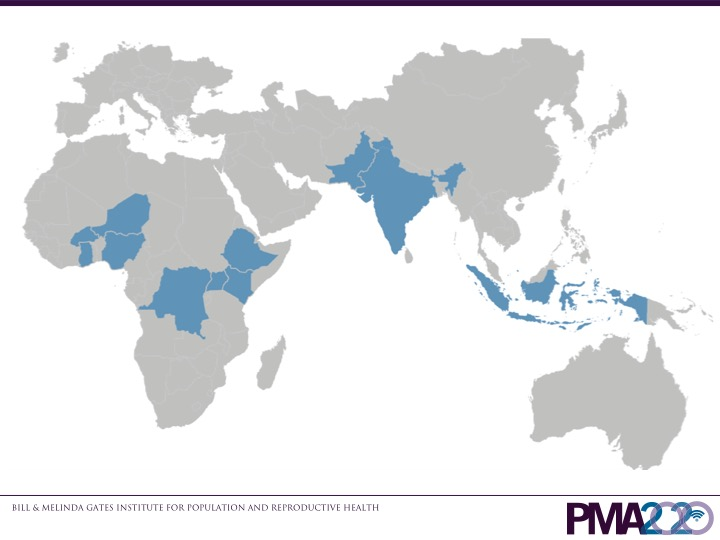 BILL & MELINDA GATES INSTITUTE FOR POPULATION AND REPRODUCTIVE HEALTH
PMA2020